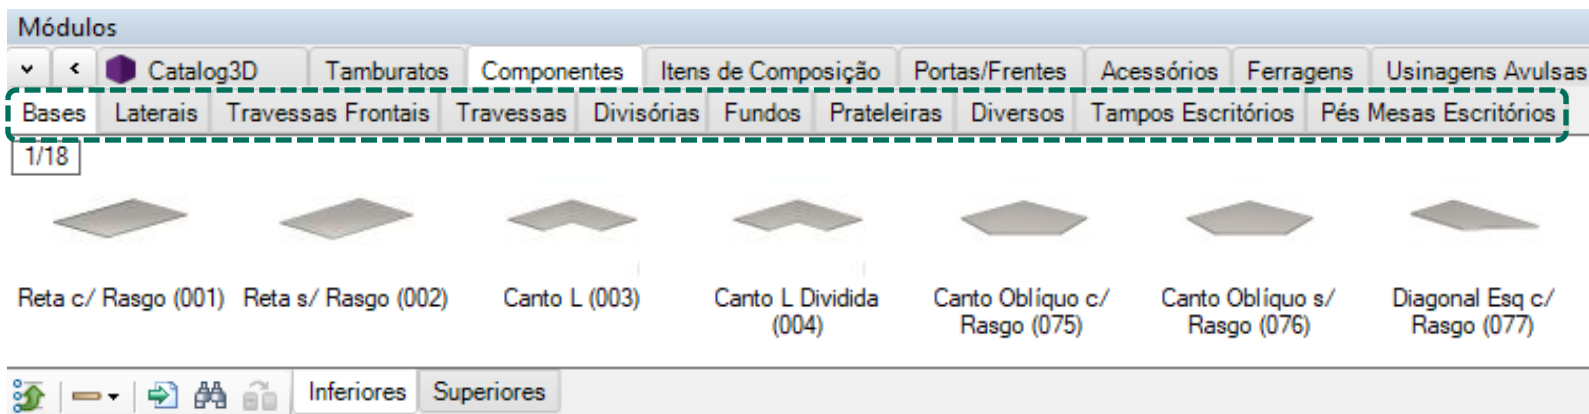 Módulos
Catalog3D Tamburatos Componentes Itens de Composição Portas/Frentes Acessórios Ferragens Usinagens Avulsas
Bases Laterais Travessas Frontais Travessas Divisórias Fundos Prateleiras Diversos Tampos Escritórios Pés Mesas Escritórios
1/18
Reta c/ Rasgo (001) Reta s/ Rasgo (002) Canto L (003) Canto L Dividida Canto Oblíquo c/ Canto Oblíquo s/ Diagonal Esq c/
(004) Rasgo (075) Rasgo (076) Rasgo (077)
Inferiores Superiores